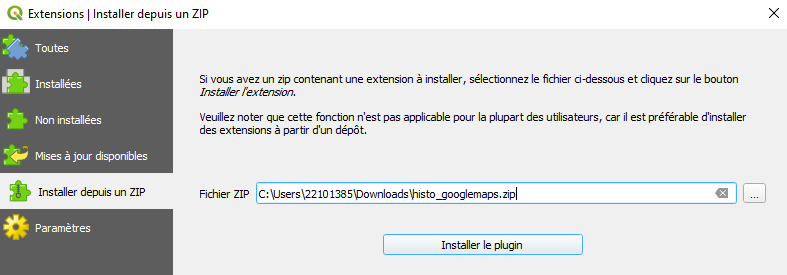 Extensions | Installer depuis un ZIP
Toutes
Installées
Non installées
Mises à jour disponibles
Installer depuis un ZIP
Paramètres
Si vous avez un zip contenant une extension à installer, sélectionnez le fichier ci-dessous et cliquez sur le bouton
Installer l'extension.
Veuillez noter que cette fonction n'est pas applicable pour la plupart des utilisateurs, car il est préférable d'installer
des extensions à partir d'un dépôt.
Fichier ZIP C:\Users\22101385\Downloads\histo_googlemaps.zip ...
Installer le plugin